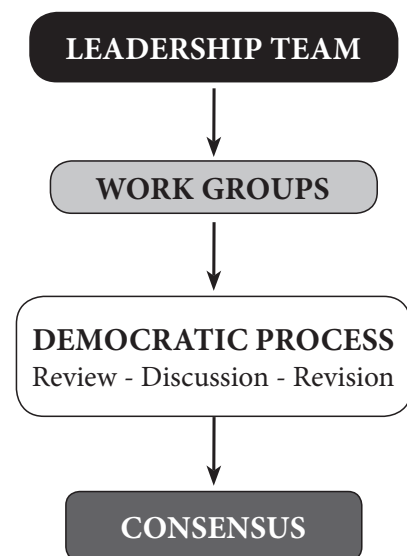 LEADERSHIP TEAM
WORK GROUPS
DEMOCRATIC PROCESS
Review - Discussion - Revision
CONSENSUS